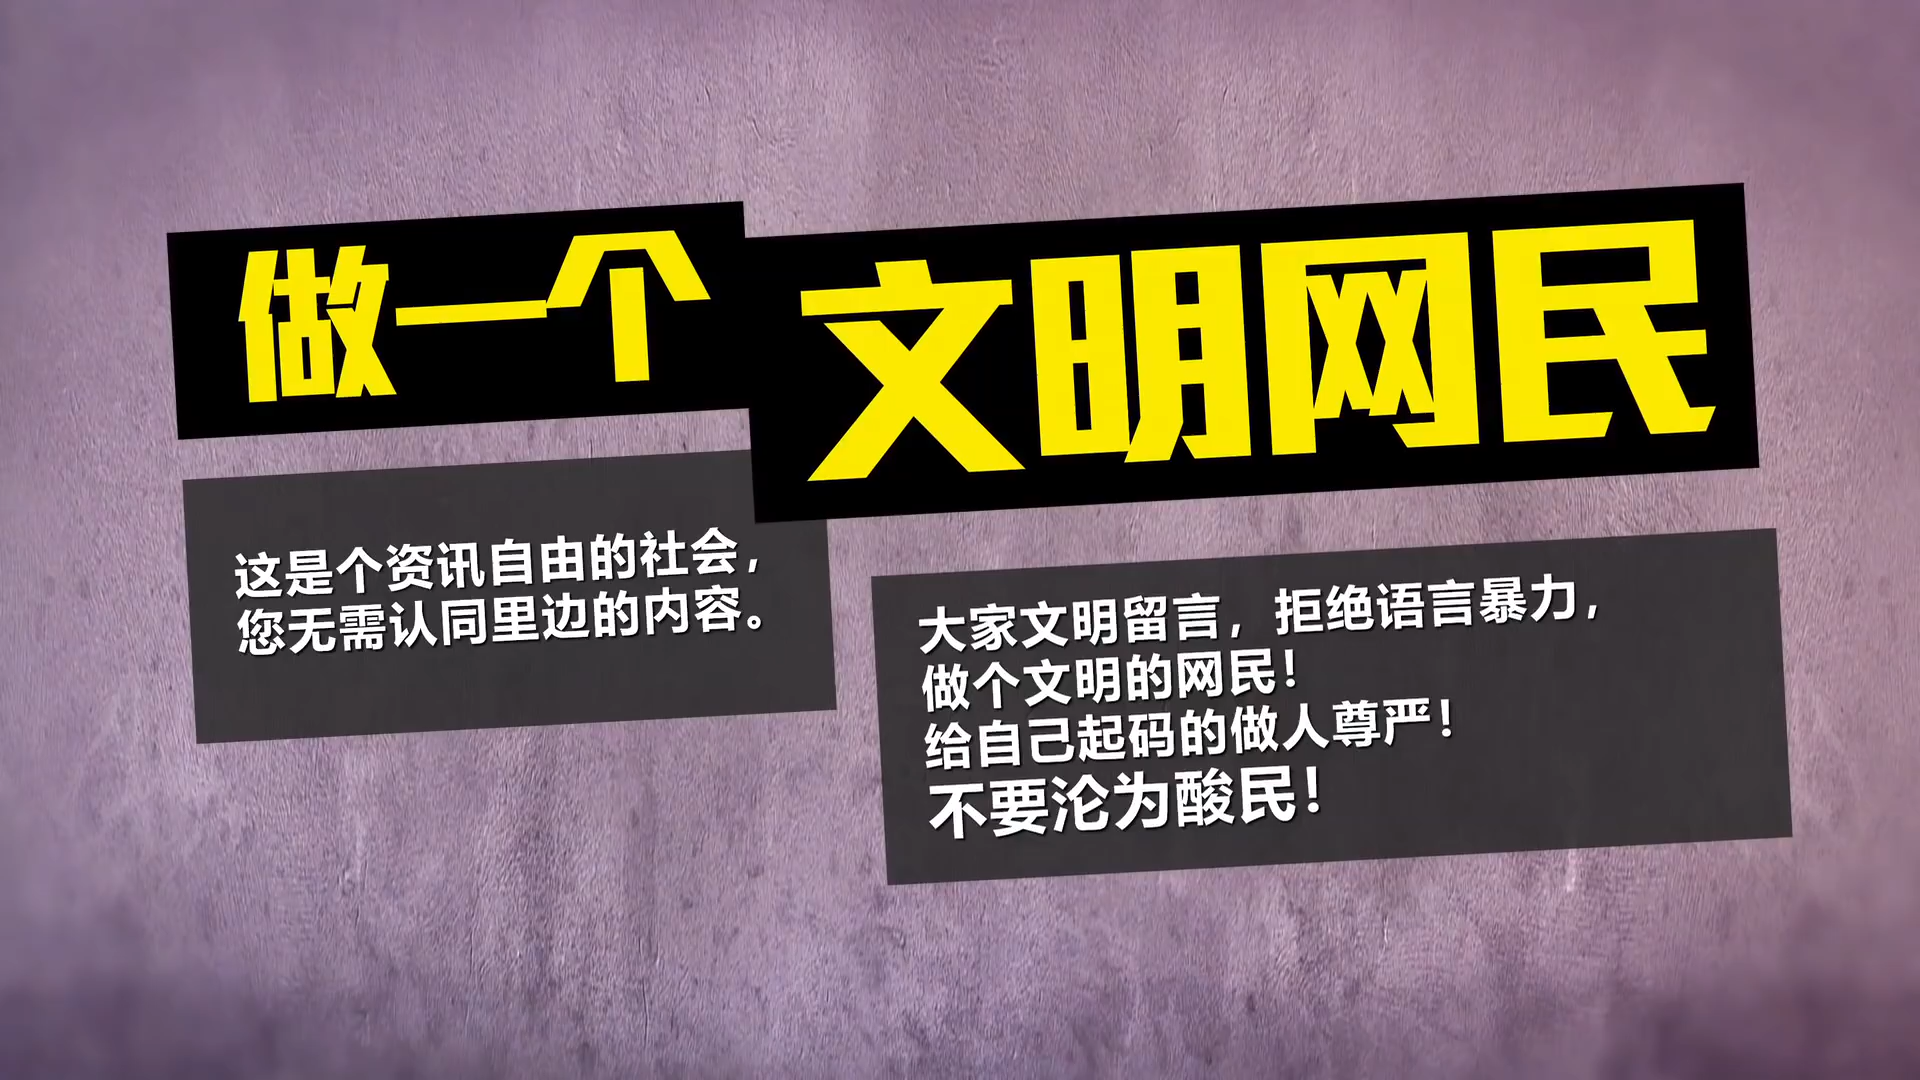 做一个
文明网民
这是个资讯自由的社会，
您无需认同里边的内容。
大家文明留言，拒绝语言暴力，
做个文明的网民！
给自己起码的做人尊严！
不要沦为酸民！